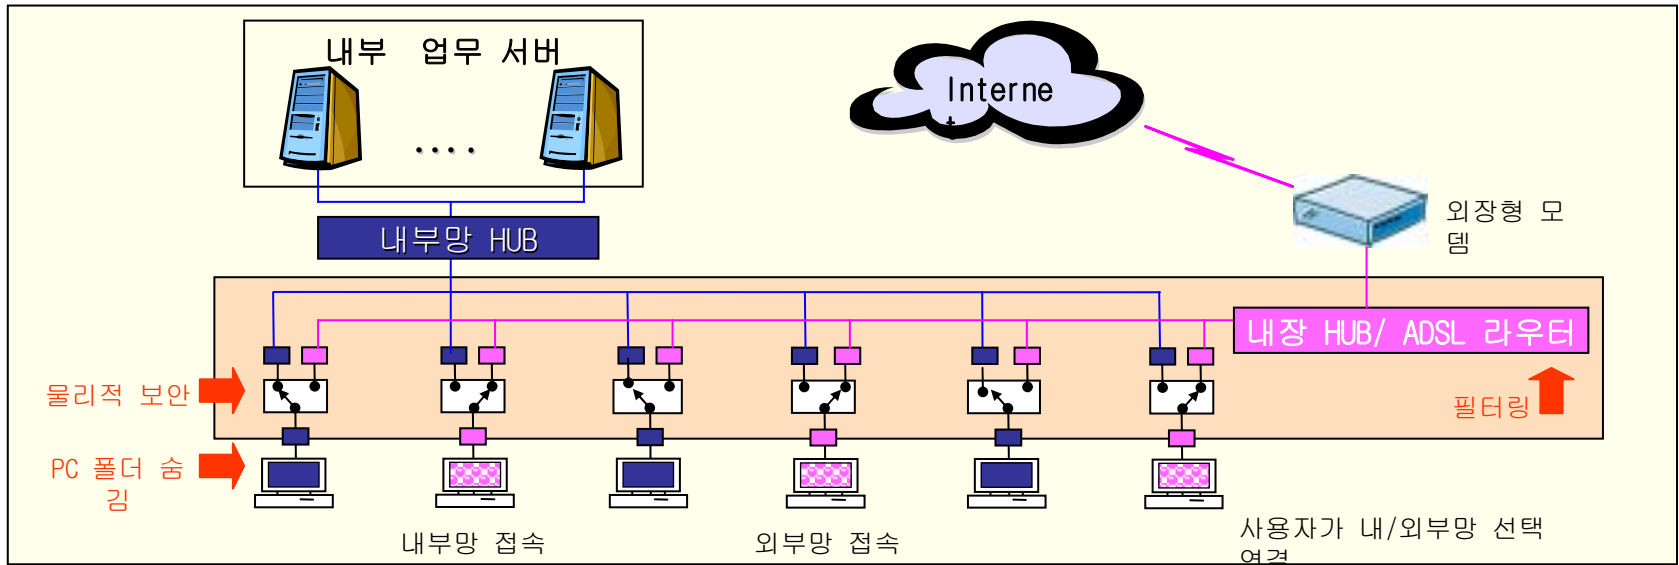 내부 업무 서버
....
Interne
t
외장형 모
뎀
내부망 HUB
내장 HUB/ ADSL 라우터
물리적 보안
필터링
PC 폴더 숨
김
내부망 접속
외부망 접속
사용자가 내/외부망 선택
연결